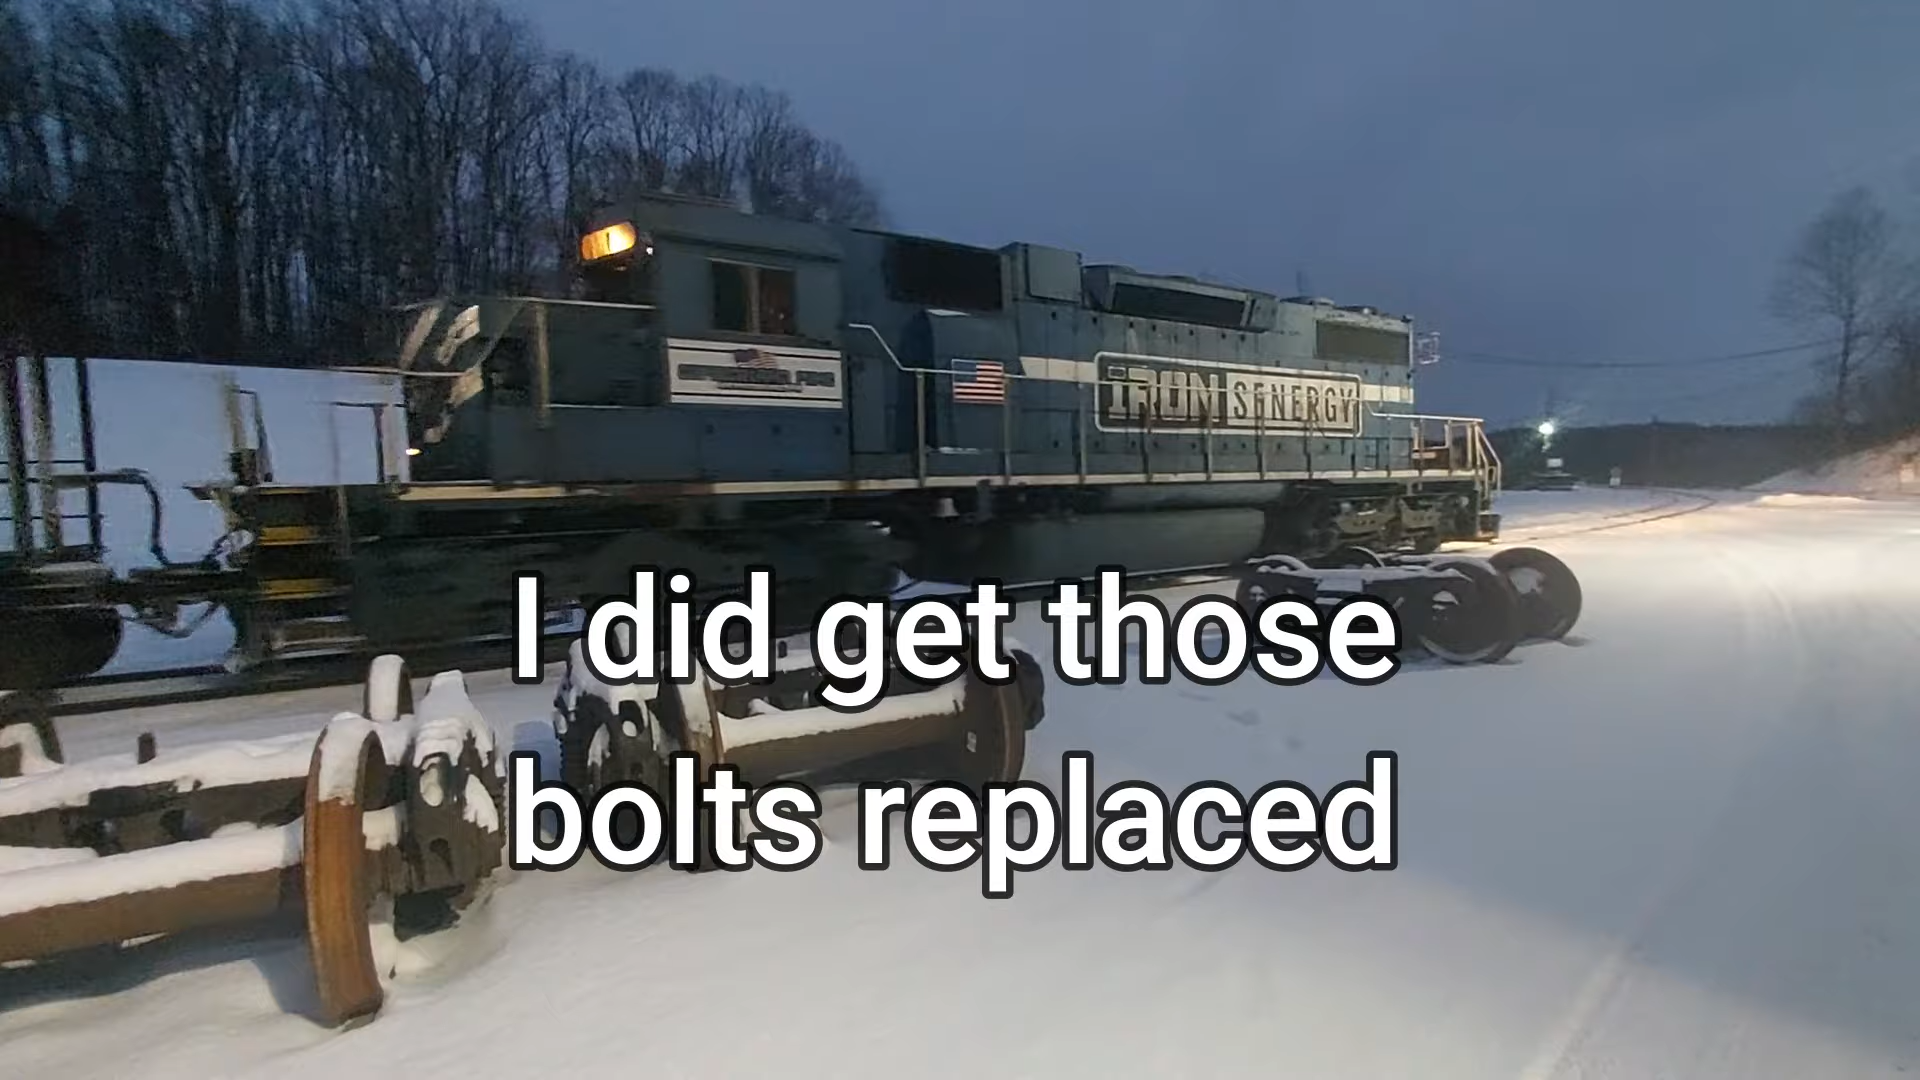 IRON SENERGY
I did get those
bolts replaced